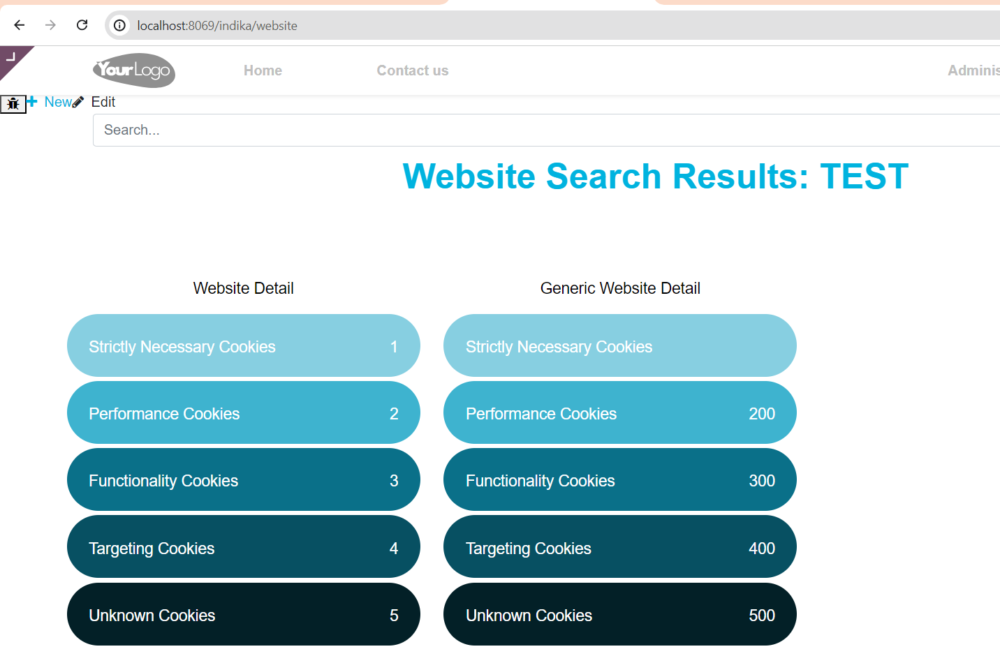 localhost:8069/indika/website
YourLogo Home Contact us
New Edit
Search...
Website Search Results: TEST
Website Detail Generic Website Detail
Strictly Necessary Cookies 1 Strictly Necessary Cookies
Performance Cookies 2 Performance Cookies 200
Functionality Cookies 3 Functionality Cookies 300
Targeting Cookies 4 Targeting Cookies 400
Unknown Cookies 5 Unknown Cookies 500